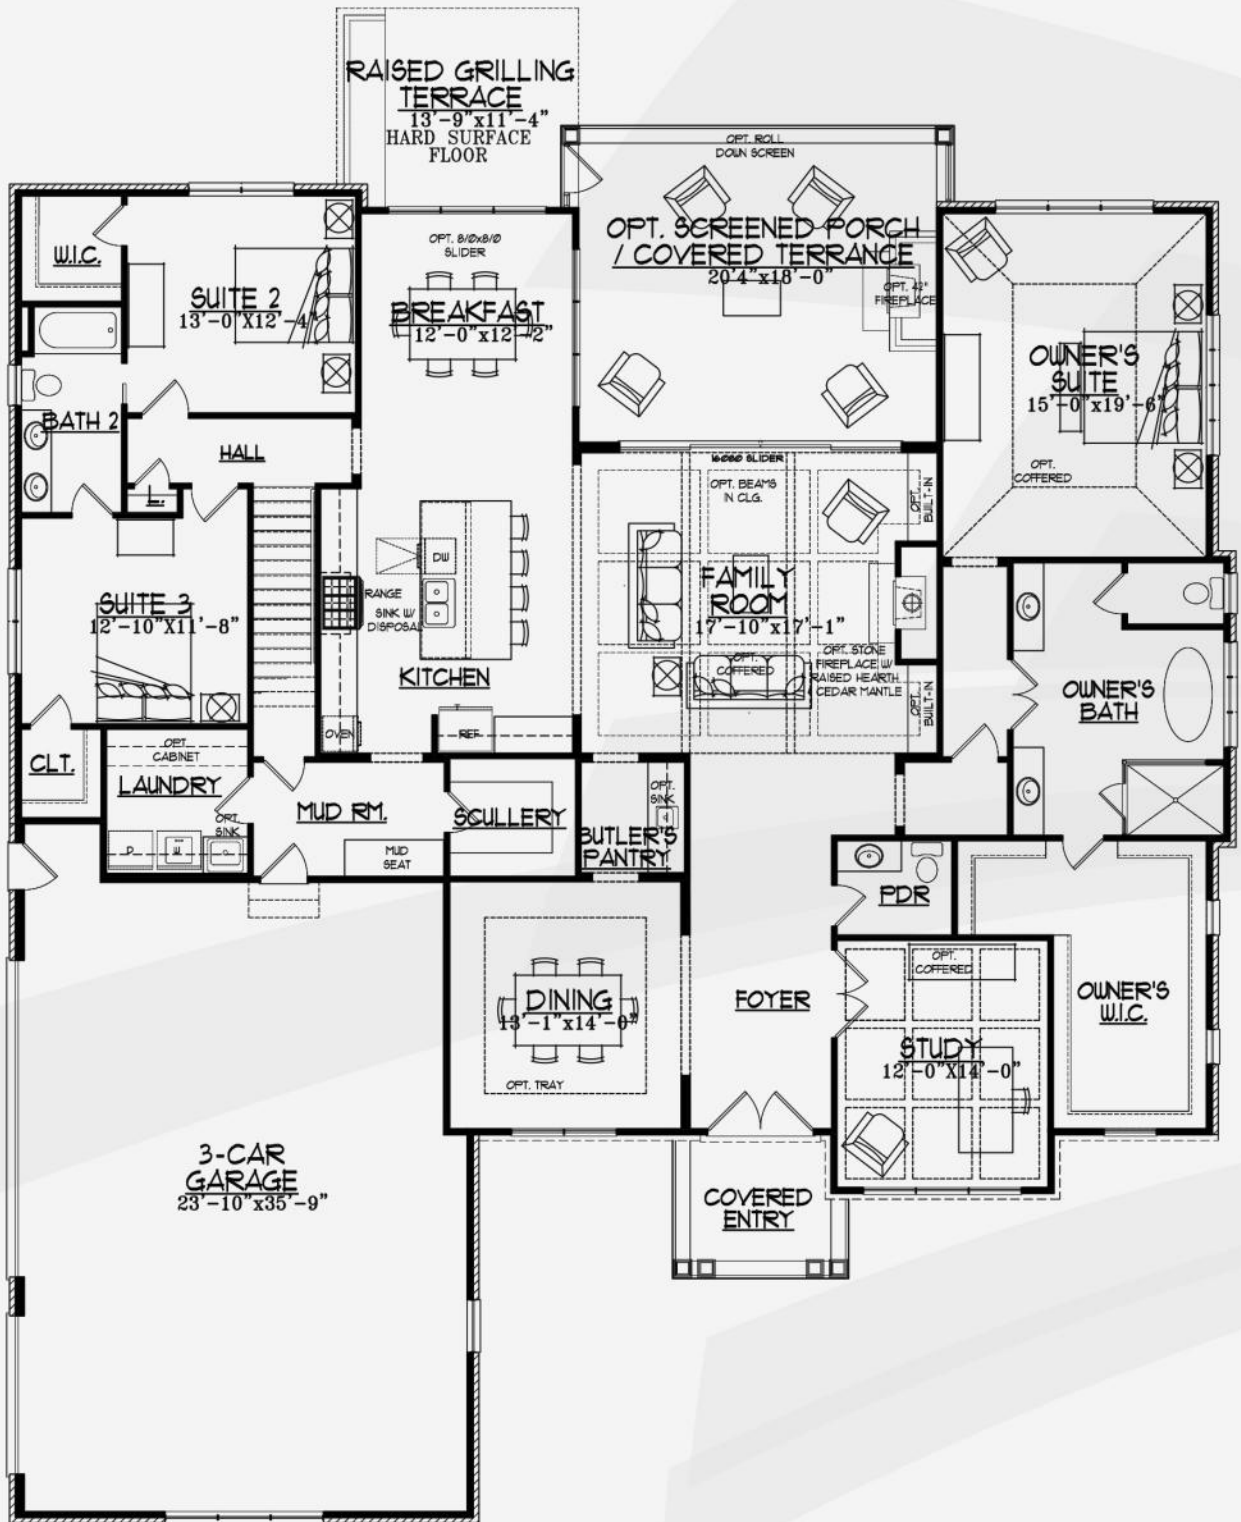 RAISED GRILLING
TERRACE
13'-9"x11'-4"
HARD SURFACE
FLOOR
OPT. ROLL
DOWN SCREEN
OPT. SCREENED PORCH
/ COVERED TERRANCE
20'4"x18'-0"
OPT. 42"
FIREPLACE
W.I.C.
SUITE 2
13'-0"X12'-4"
OPT. 8/0x8/0
SLIDER
BREAKFAST
12'-0"x12'-2"
OWNER'S
SUITE
15'-0"x19'-6"
OPT.
COFFERED
BATH 2
HALL
L.
16080 SLIDER
OPT. BEAMS
IN CLG.
OPT.
BUILT-IN
DW
RANGE
SINK W/
DISPOSAL
FAMILY
ROOM
17'-10"x17'-1"
OPT.
COFFERED
OPT. STONE
FIREPLACE W/
RAISED HEARTH
CEDAR MANTLE
OPT.
BUILT-IN
SUITE 3
12'-10"X11'-8"
KITCHEN
OVEN
REF
OWNER'S
BATH
CLT.
OPT.
CABINET
LAUNDRY
OPT.
SINK
D
W
MUD RM.
MUD
SEAT
SCULLERY
OPT.
SINK
BUTLER'S
PANTRY
PDR
DINING
13'-1"x14'-0"
OPT. TRAY
FOYER
OPT.
COFFERED
STUDY
12'-0"X14'-0"
OWNER'S
W.I.C.
3-CAR
GARAGE
23'-10"x35'-9"
COVERED
ENTRY